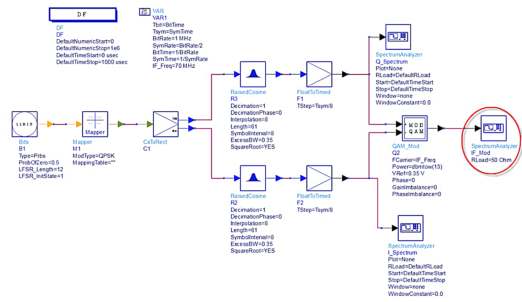 DF
DF
DF
DefaultNumericStart=0
DefaultNumericStop=1e6
DefaultTimeStart=0 usec
DefaultTimeStop=1000 usec
VAR
VAR1
Tbit=BitTime
Tsym=SymTime
BitRate=1 MHz
SymRate=BitRate/2
BitTime=1/BitRate
SymTime=1/SymRate
IF_Freq=70 MHz
SpectrumAnalyzer
Q_Spectrum
Plot=None
RLoad=DefaultRLoad
Start=DefaultTimeStart
Stop=DefaultTimeStop
Window=none
WindowConstant=0.0
RaisedCosine
R3
Decimation=1
DecimationPhase=0
Interpolation=8
Length=61
SymbolInterval=8
ExcessBW=0.35
SquareRoot=YES
FloatToTimed
F1
TStep=Tsym/8
Bits
B1
Type=Prbs
ProbOfZero=0.5
LFSR_Length=12
LFSR_InitState=1
Mapper
Mapper
M1
ModType=QPSK
MappingTable=""
CxToRect
C1
MOD
QAM
QAM_Mod
Q2
FCarrier=IF_Freq
Power=dbmtow(13)
VRef=0.35 V
Phase=0
GainImbalance=0
PhaseImbalance=0
SpectrumAnalyzer
IF_Mod
RLoad=50 Ohm
RaisedCosine
R2
Decimation=1
DecimationPhase=0
Interpolation=8
Length=61
SymbolInterval=8
ExcessBW=0.35
SquareRoot=YES
FloatToTimed
F2
TStep=Tsym/8
SpectrumAnalyzer
I_Spectrum
Plot=None
RLoad=DefaultRLoad
Start=DefaultTimeStart
Stop=DefaultTimeStop
Window=none
WindowConstant=0.0